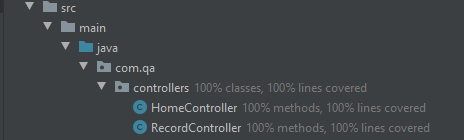 src
main
java
com.qa
controllers 100% classes, 100% lines covered
HomeController 100% methods, 100% lines covered
RecordController 100% methods, 100% lines covered